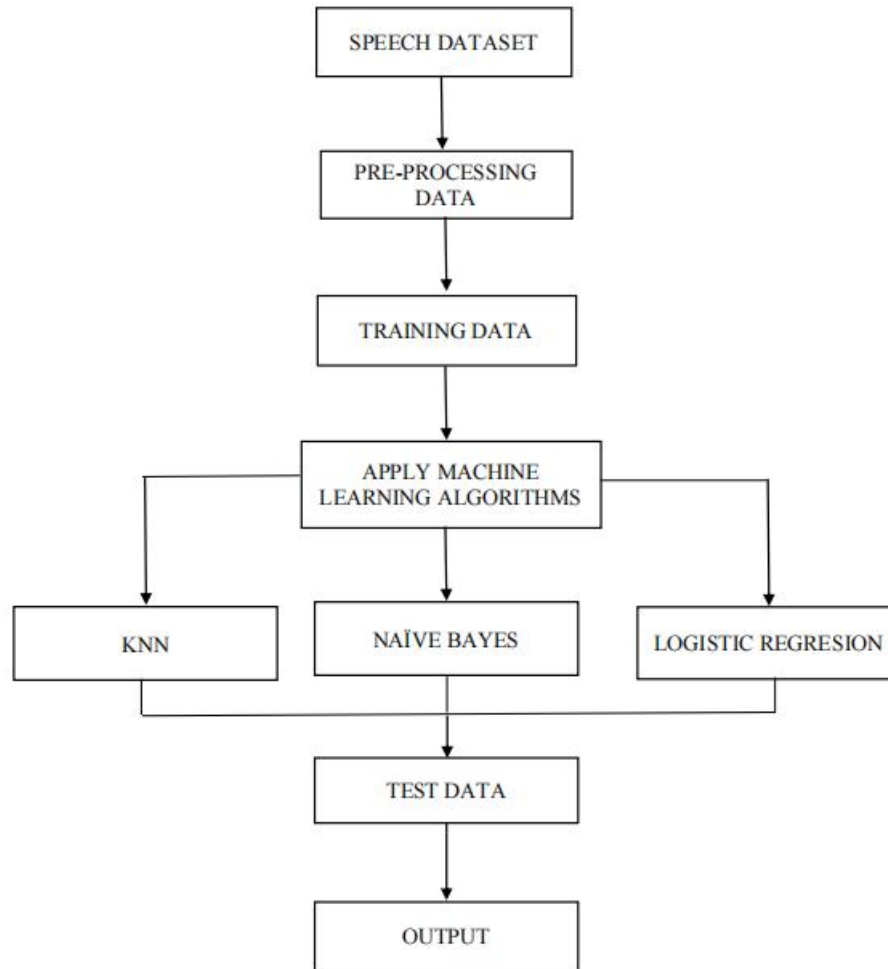 SPEECH DATASET
PRE-PROCESSING
DATA
TRAINING DATA
APPLY MACHINE
LEARNING ALGORITHMS
KNN
NAÏVE BAYES
LOGISTIC REGRESION
TEST DATA
OUTPUT